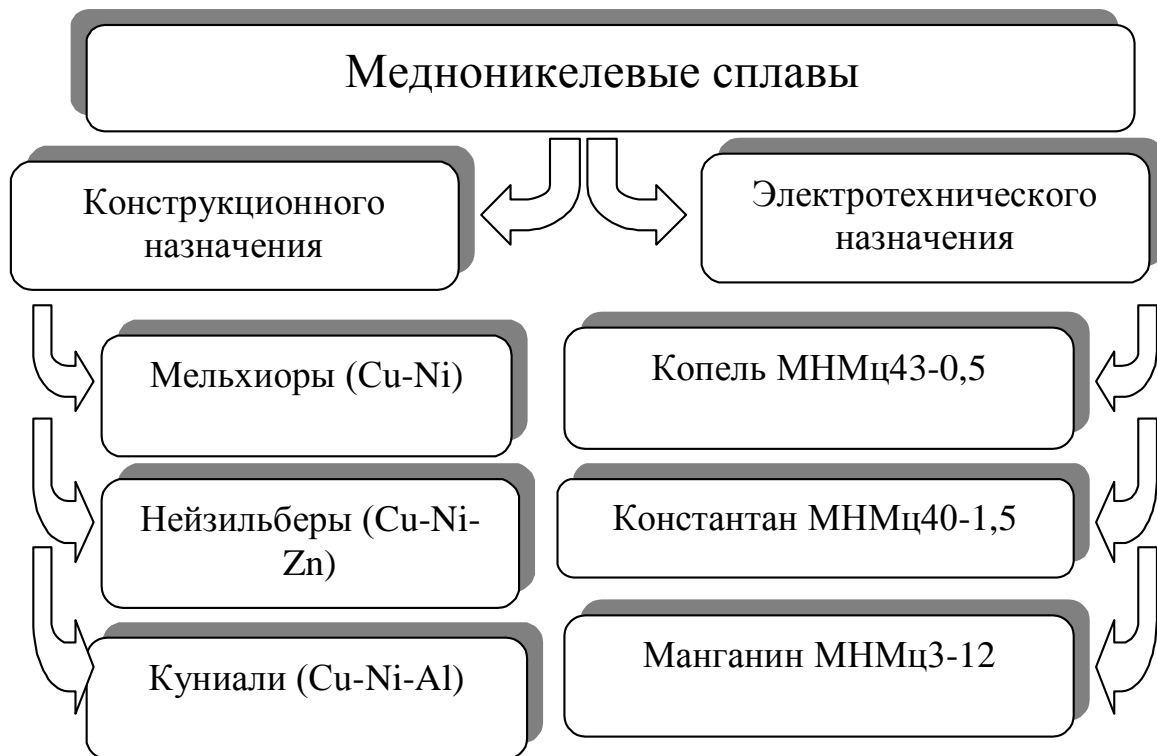 Медноникелевые сплавы
Конструкционного
назначения
Электротехнического
назначения
Мельхиоры (Cu-Ni)
Копель МНМц43-0,5
Нейзильберы (Cu-Ni-
Zn)
Константан МНМц40-1,5
Куниали (Cu-Ni-Al)
Манганин МНМц3-12